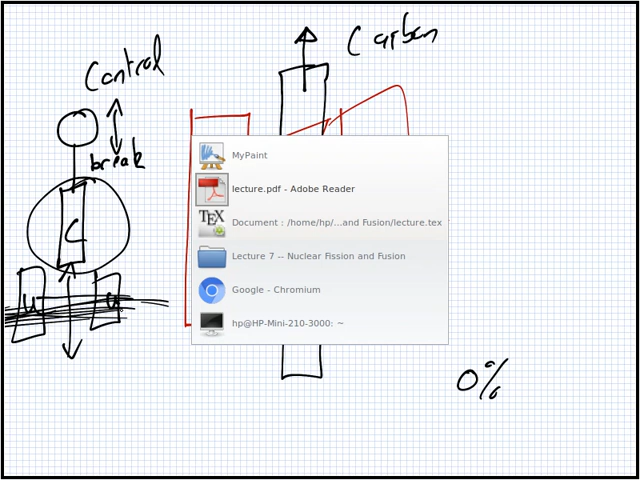 Control
Carbon
break
C
u
u
0%
MyPaint
lecture.pdf - Adobe Reader
TEX
Document : /home/hp/...and Fusion/lecture.tex
Lecture 7 -- Nuclear Fission and Fusion
Google - Chromium
hp@HP-Mini-210-3000: ~